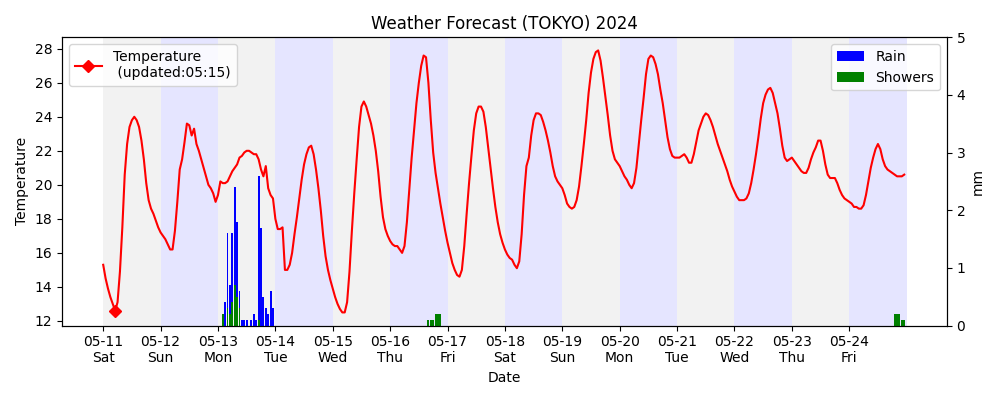 Weather Forecast (TOKYO) 2024
Temperature
(updated:05:15)
Rain
Showers
Temperature
28
26
24
22
20
18
16
14
12
5
4
3
2
1
0
mm
05-11 05-12 05-13 05-14 05-15 05-16 05-17 05-18 05-19 05-20 05-21 05-22 05-23 05-24
Sat Sun Mon Tue Wed Thu Fri Sat Sun Mon Tue Wed Thu Fri
Date